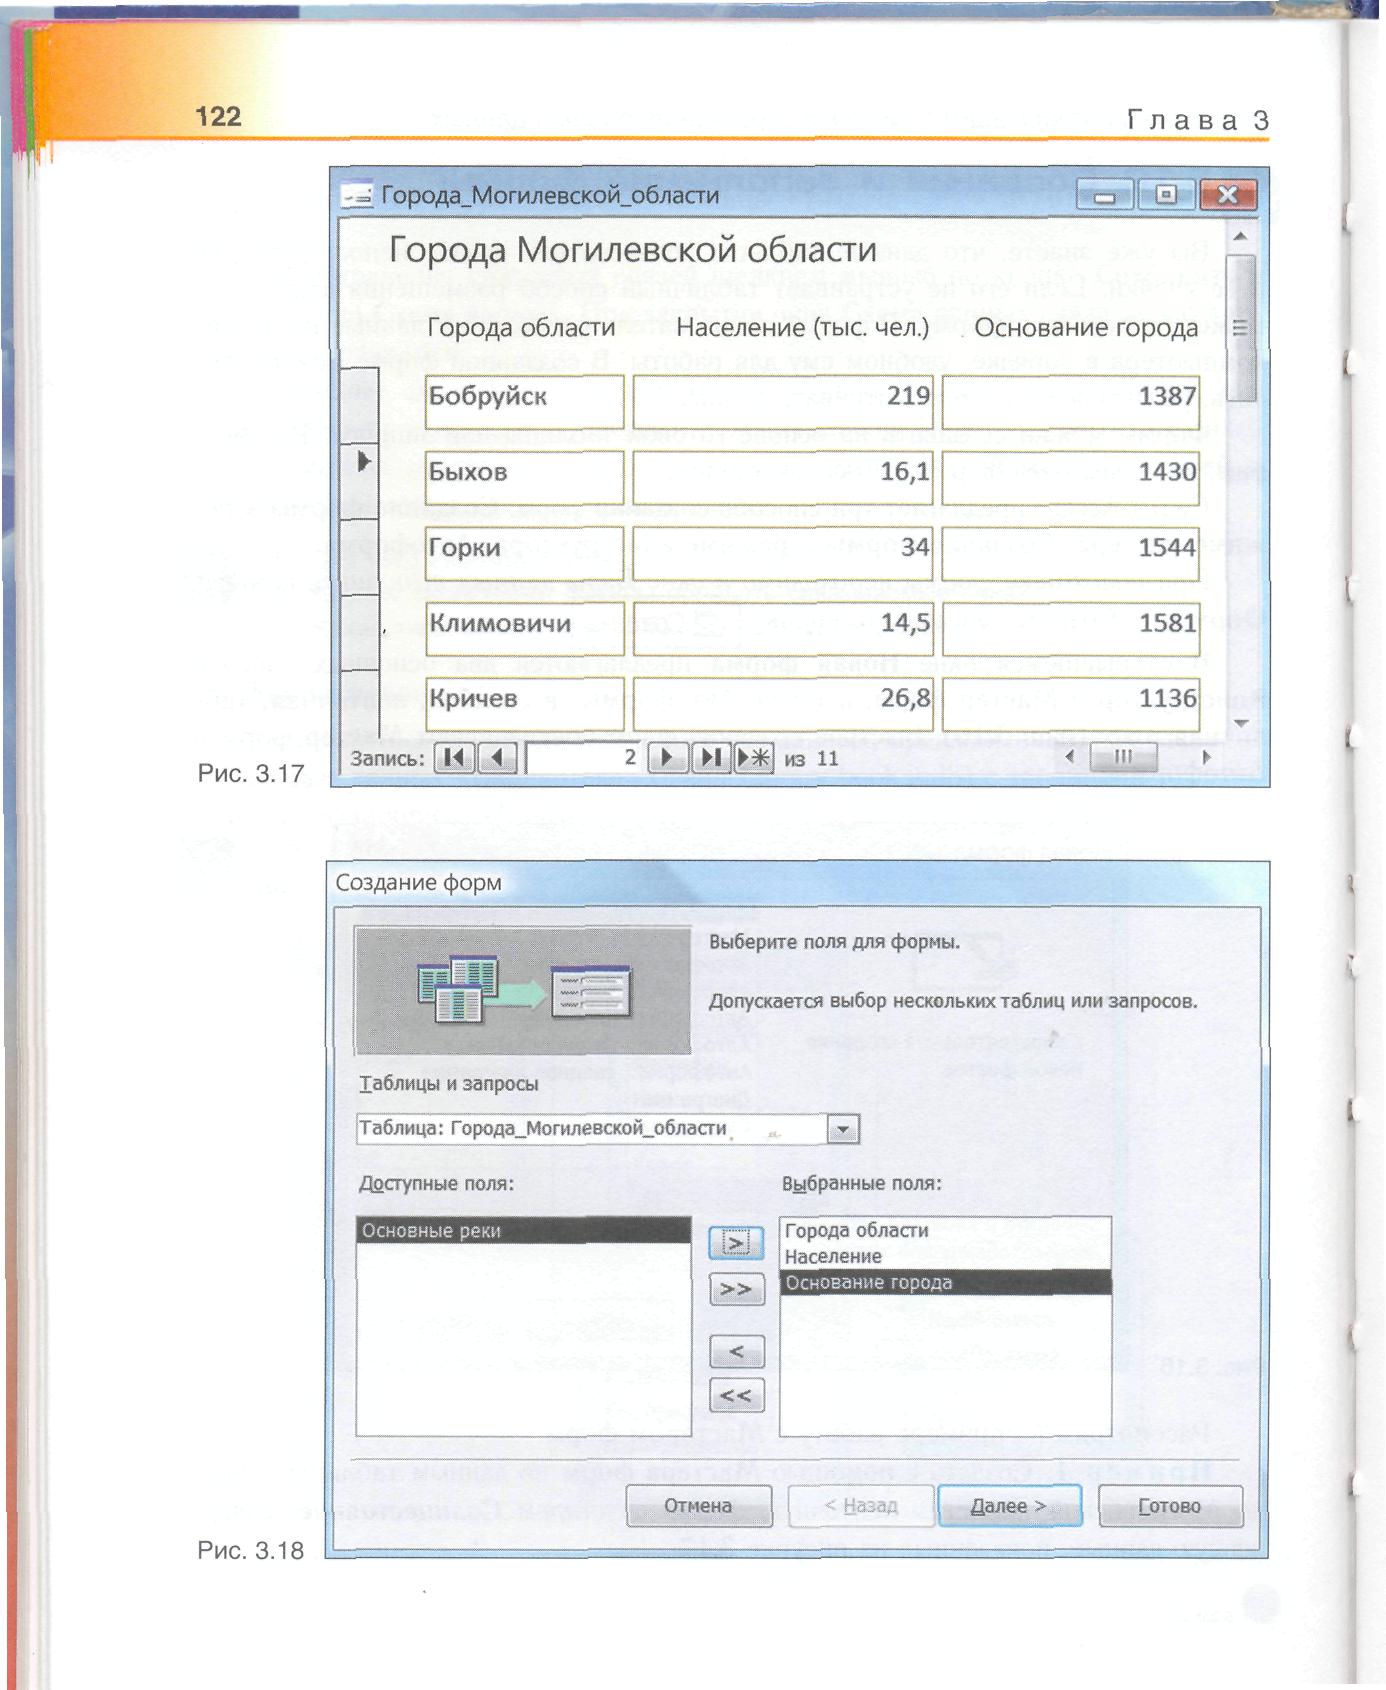 122
Глава 3
Города_Могилевской_области
Города Могилевской области
Города области Население (тыс. чел.) Основание города
Бобруйск 219 1387
Быхов 16,1 1430
Горки 34 1544
Климовичи 14,5 1581
Кричев 26,8 1136
Запись: 2 из 11
Рис. 3.17
Создание форм
Выберите поля для формы.
Допускается выбор нескольких таблиц или запросов.
Таблицы и запросы
Таблица: Города_Могилевской_области
Доступные поля: Выбранные поля:
Основные реки
Города области
Население
Основание города
>
>>
<
<<
Отмена < Назад Далее > Готово
Рис. 3.18